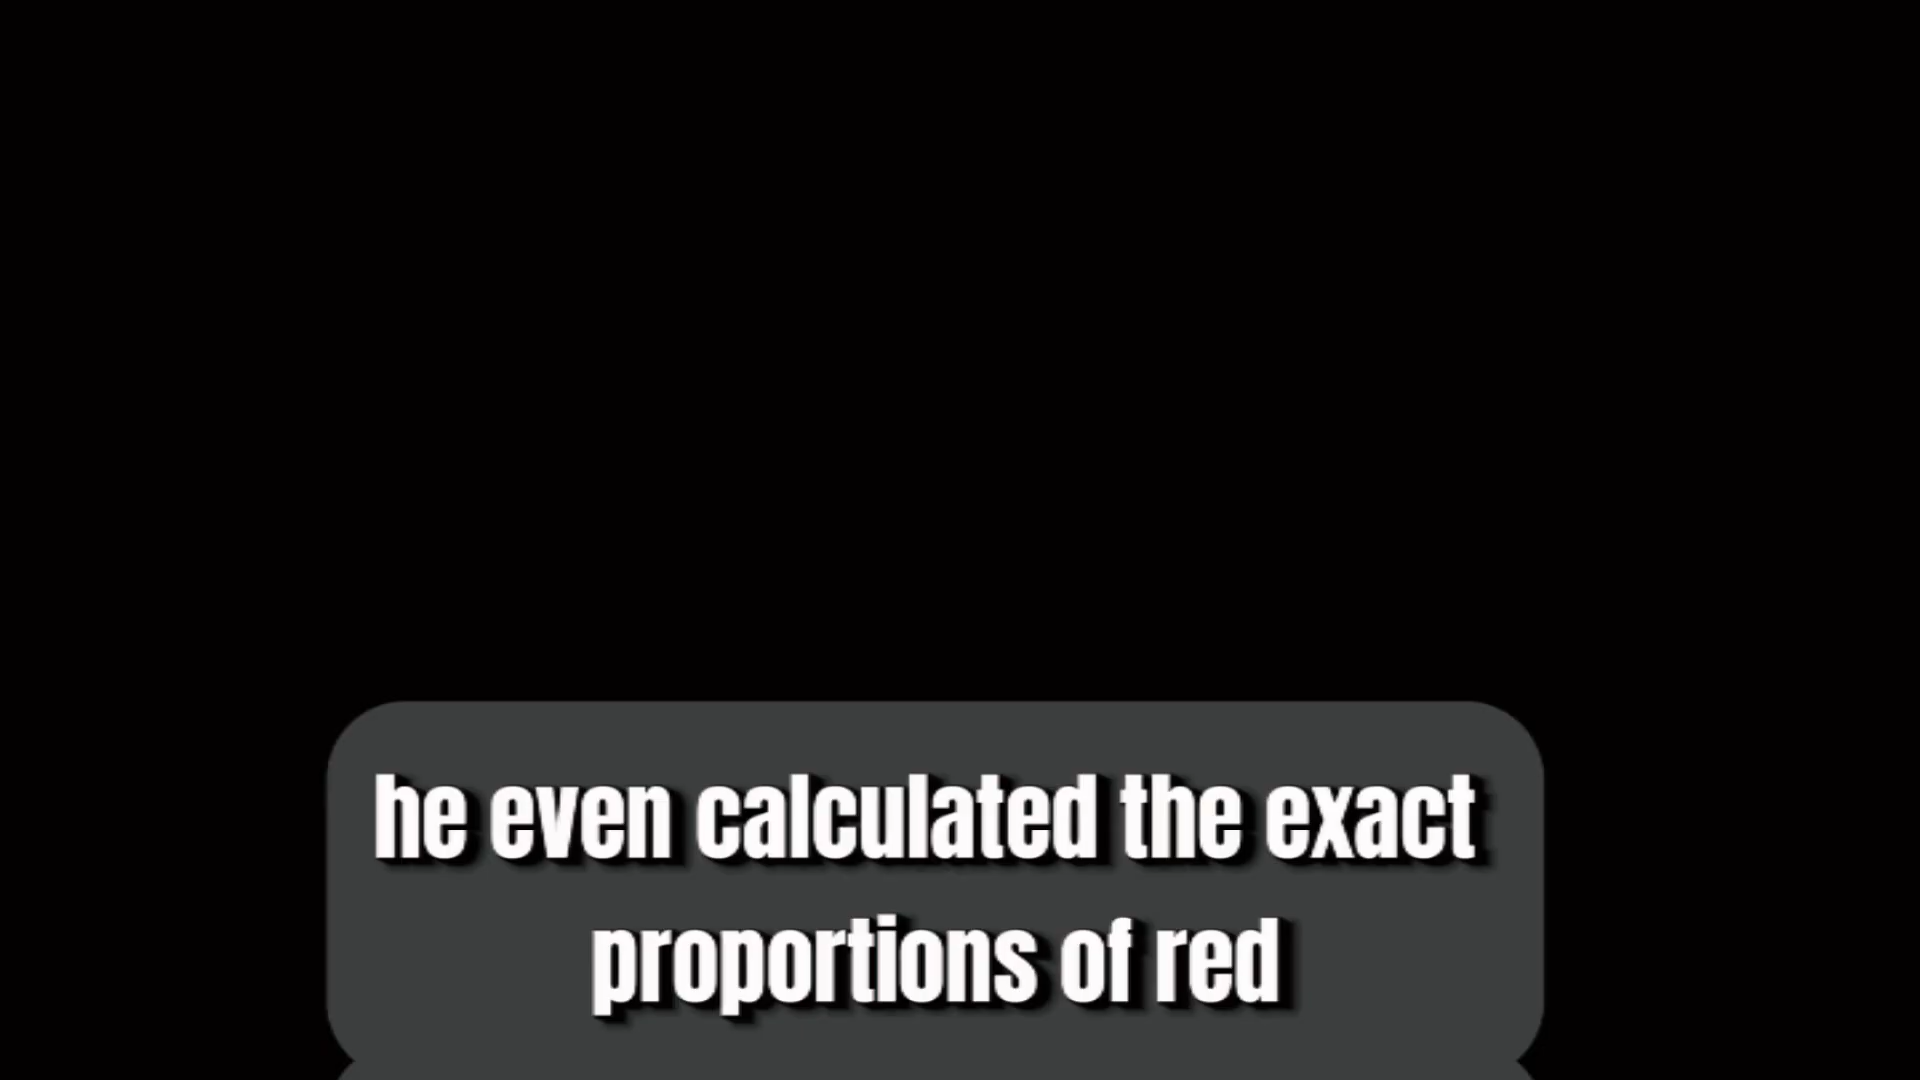 he even calculated the exact
proportions of red